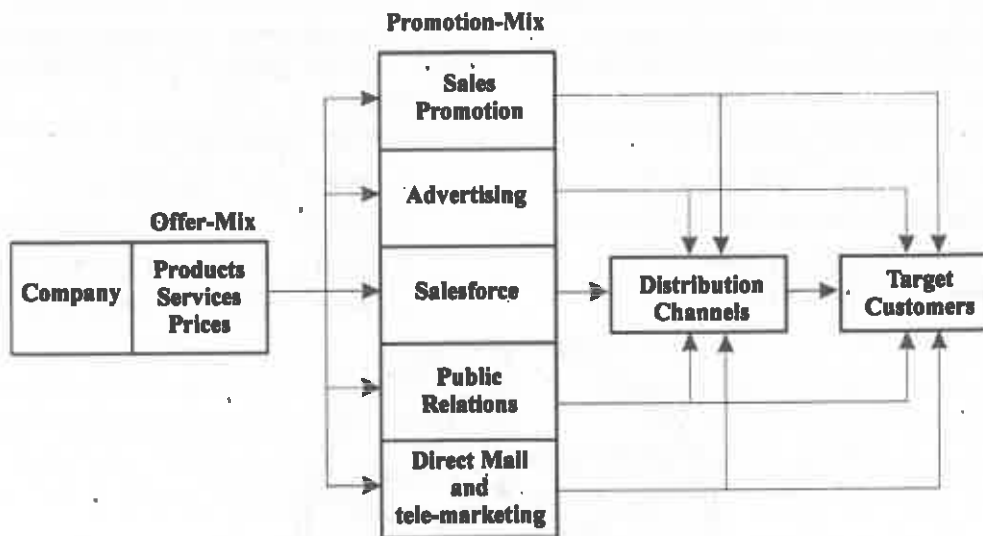 Promotion-Mix
Sales
Promotion
Advertising
Offer-Mix
Company
Products
Services
Prices
Salesforce
Distribution
Channels
Target
Customers
Public
Relations
Direct Mail
and
tele-marketing